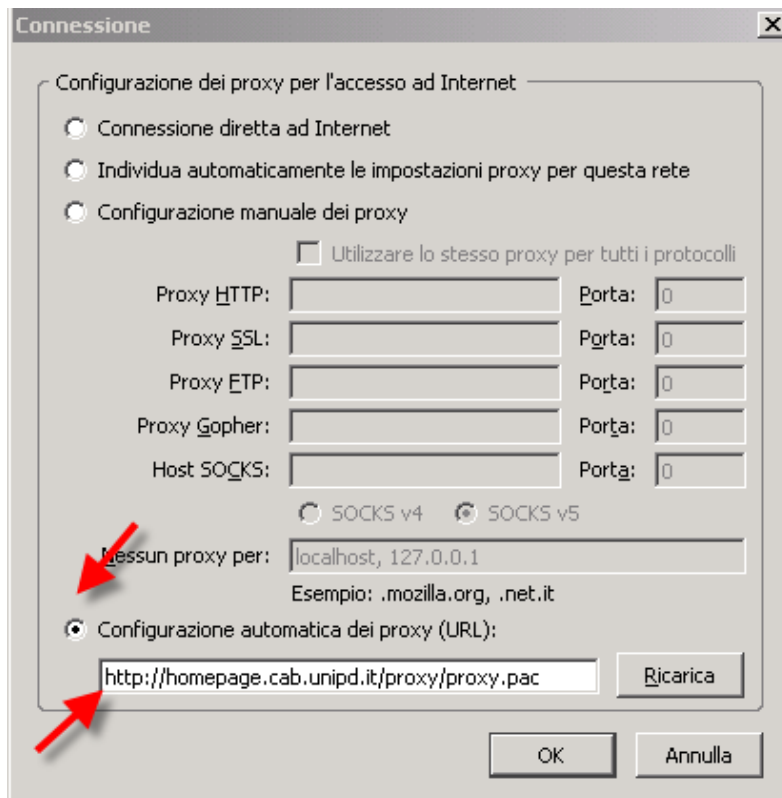 Connessione
Configurazione dei proxy per l'accesso ad Internet
Connessione diretta ad Internet
Individua automaticamente le impostazioni proxy per questa rete
Configurazione manuale dei proxy
Utilizzare lo stesso proxy per tutti i protocolli
Proxy HTTP: Porta: 0
Proxy SSL: Porta: 0
Proxy FTP: Porta: 0
Proxy Gopher: Porta: 0
Host SOCKS: Porta: 0
SOCKS v4 SOCKS v5
Nessun proxy per: localhost, 127.0.0.1
Esempio: .mozilla.org, .net.it
Configurazione automatica dei proxy (URL):
http://homepage.cab.unipd.it/proxy/proxy.pac Ricarica
OK Annulla